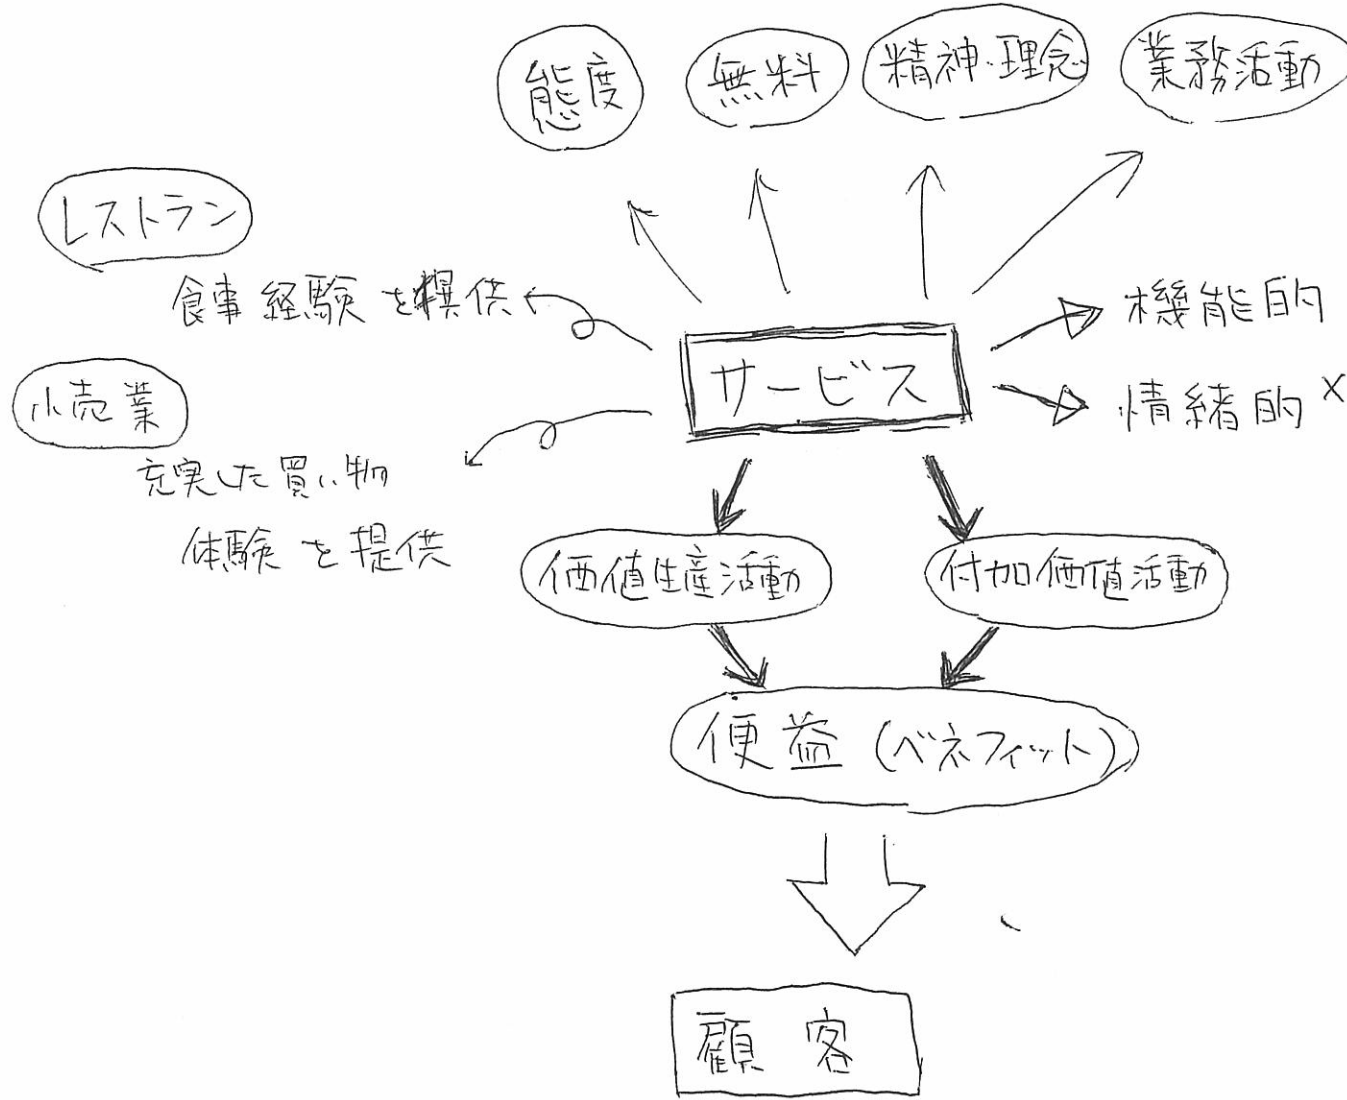 態度
無料
精神・理念
業務活動
レストラン
食事経験を提供
小売業
充実した買い物
体験を提供
サービス
機能的
情緒的 x
価値生産活動
付加価値活動
便益(ベネフィット)
顧客